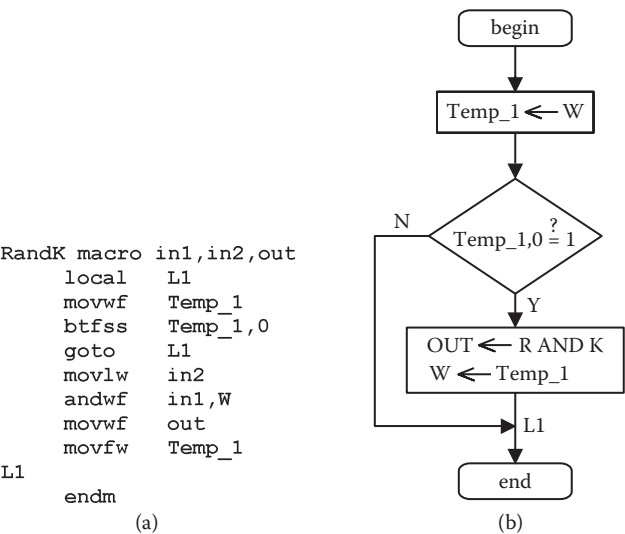 RandK macro in1,in2,out
local L1
movwf Temp_1
btfss Temp_1,0
goto L1
movlw in2
andwf in1,W
movwf out
movfw Temp_1
L1
endm
(a)
begin
Temp_1 ← W
?
Temp_1,0 = 1
N
Y
OUT ← R AND K
W ← Temp_1
L1
end
(b)